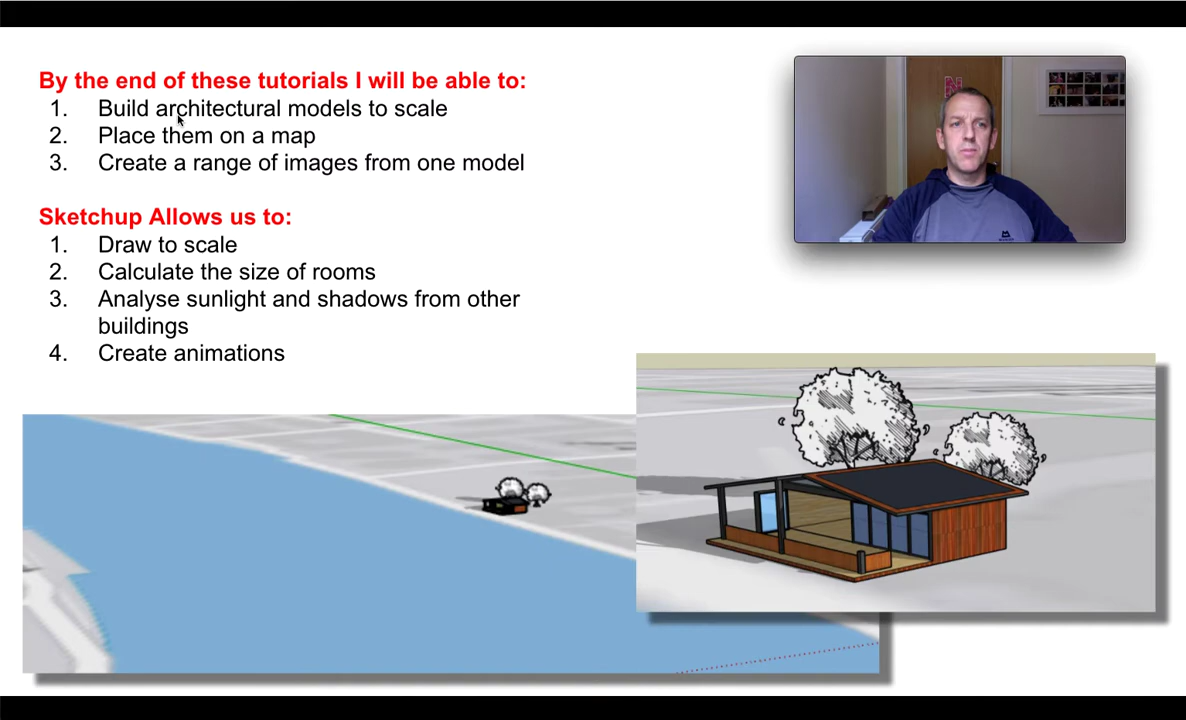 By the end of these tutorials I will be able to:
1. Build architectural models to scale
2. Place them on a map
3. Create a range of images from one model
Sketchup Allows us to:
1. Draw to scale
2. Calculate the size of rooms
3. Analyse sunlight and shadows from other
buildings
4. Create animations
N